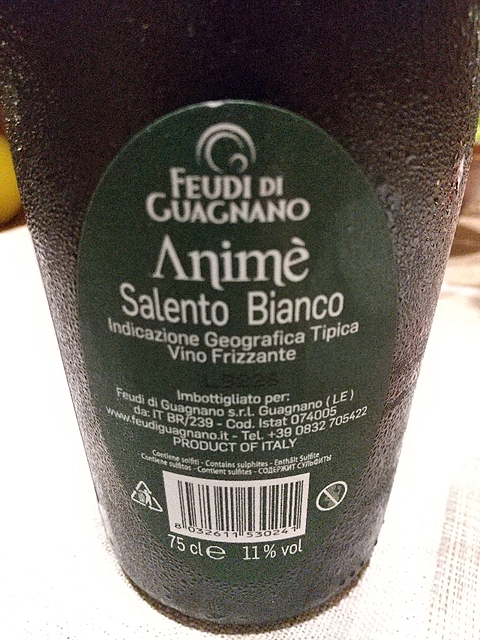 FEUDI DI
GUAGNANO
Animè
Salento Bianco
Indicazione Geografica Tipica
Vino Frizzante
Imbottigliato per:
Feudi di Guagnano s.r.l. Guagnano ( LE )
da: IT BR/239 - Cod. Istat 074005
www.feudiguagnano.it - Tel. +39 0832 705422
PRODUCT OF ITALY
Contiene solfiti - Contains sulphites - Enthält Sulfite
Contiene sulfitos - Contient sulfites - СОДЕРЖИТ СУЛЬФИТЫ
8 032611 530241
75 cl e 11% vol